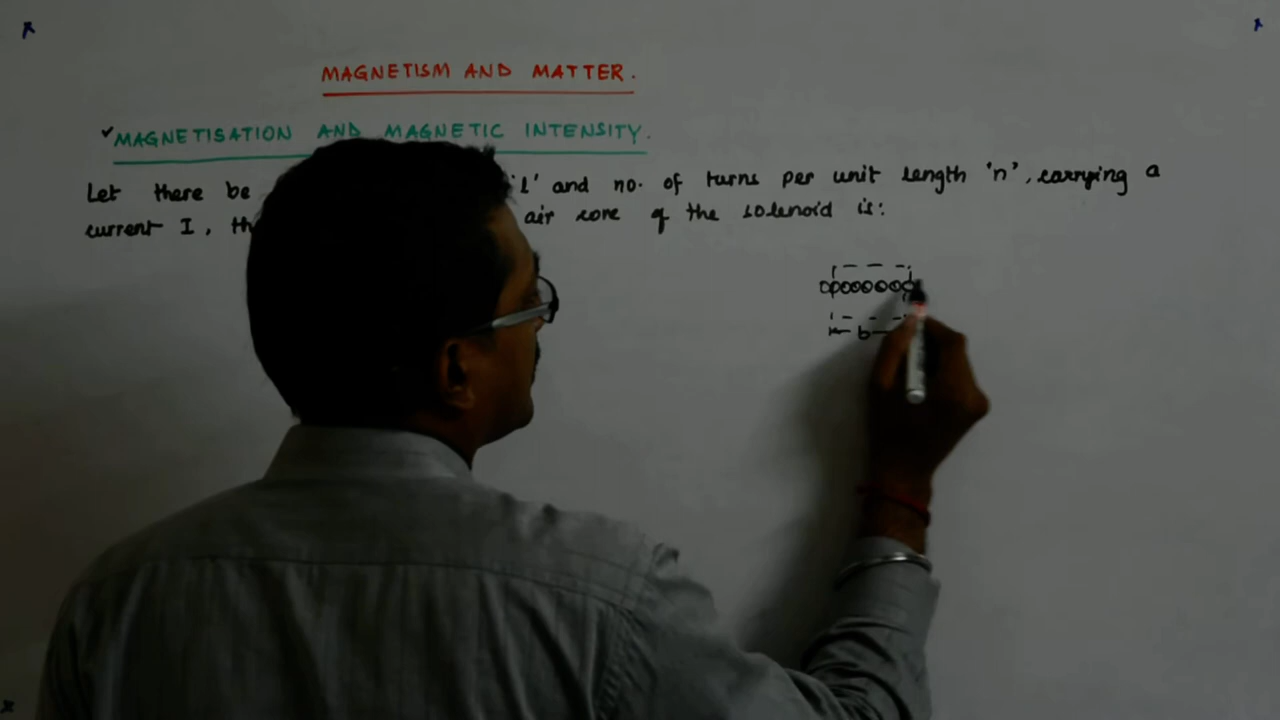 MAGNETISM AND MATTER.
✓MAGNETISATION AND MAGNETIC INTENSITY.
Let there be 'l' and no. of turns per unit length 'n', carrying a
current I, th air core of the solenoid is:
b